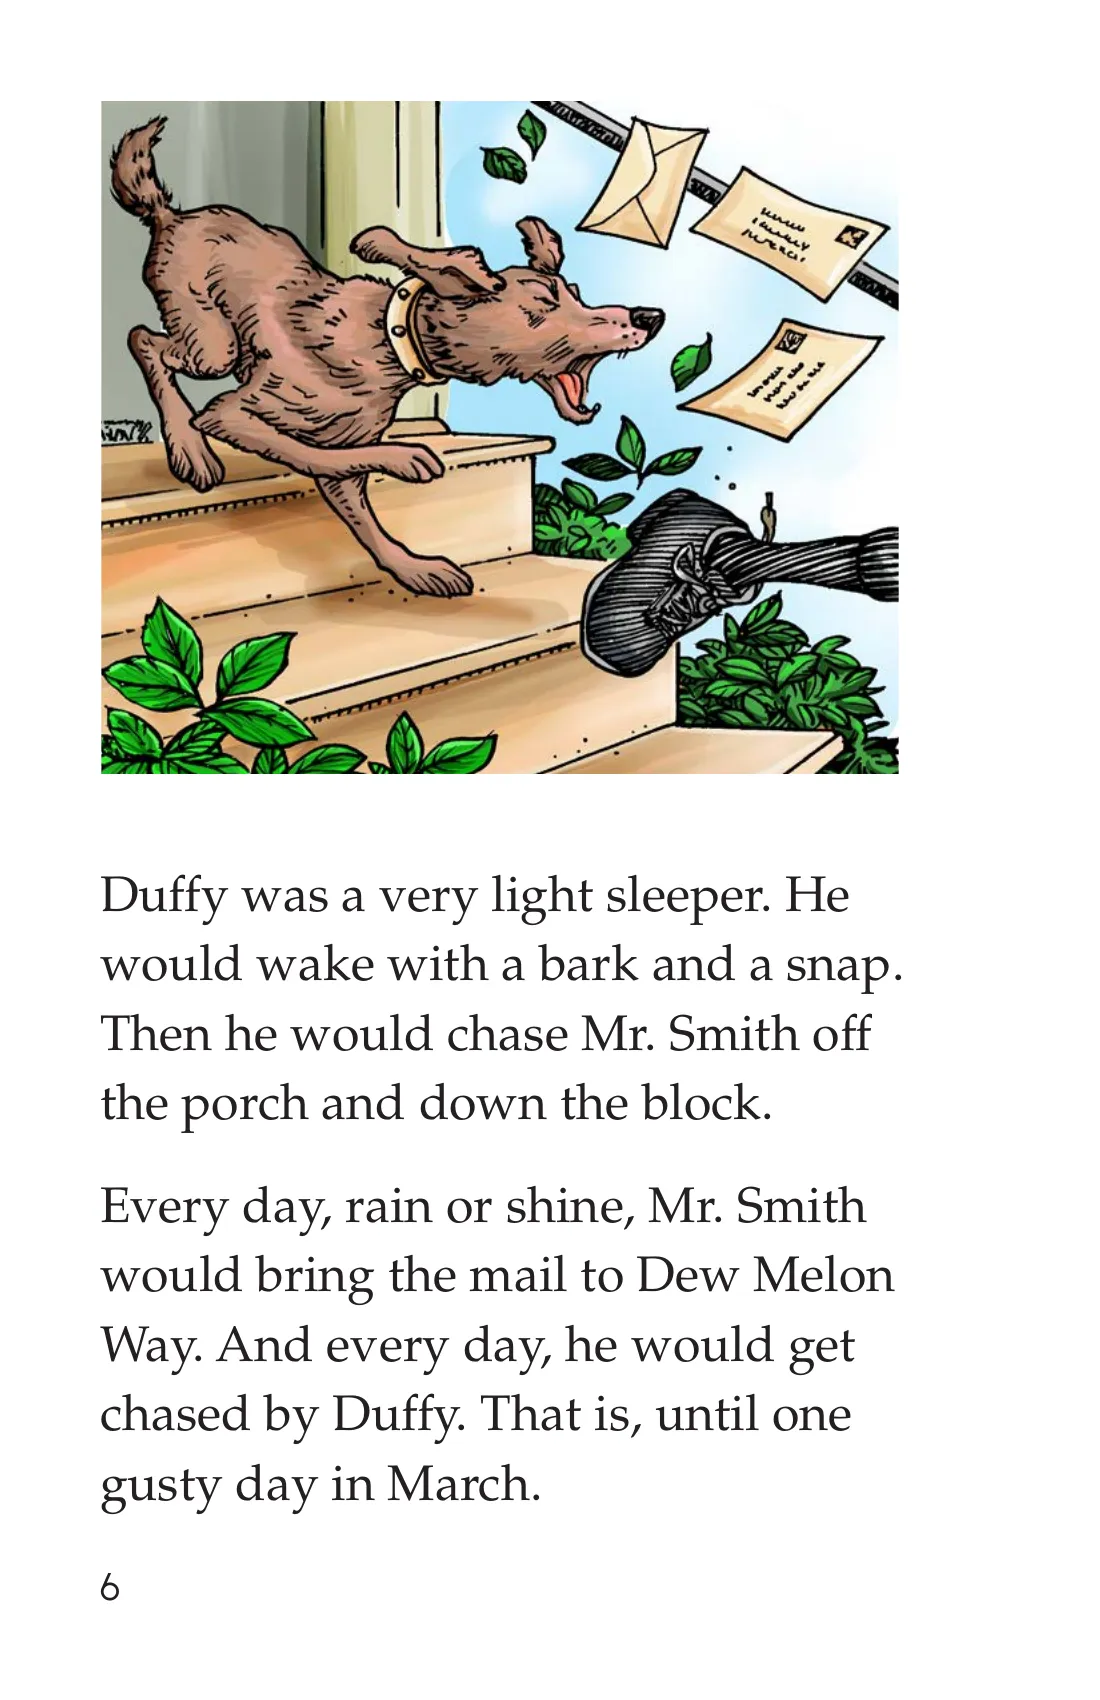 Duffy was a very light sleeper. He
would wake with a bark and a snap.
Then he would chase Mr. Smith off
the porch and down the block.
Every day, rain or shine, Mr. Smith
would bring the mail to Dew Melon
Way. And every day, he would get
chased by Duffy. That is, until one
gusty day in March.
6